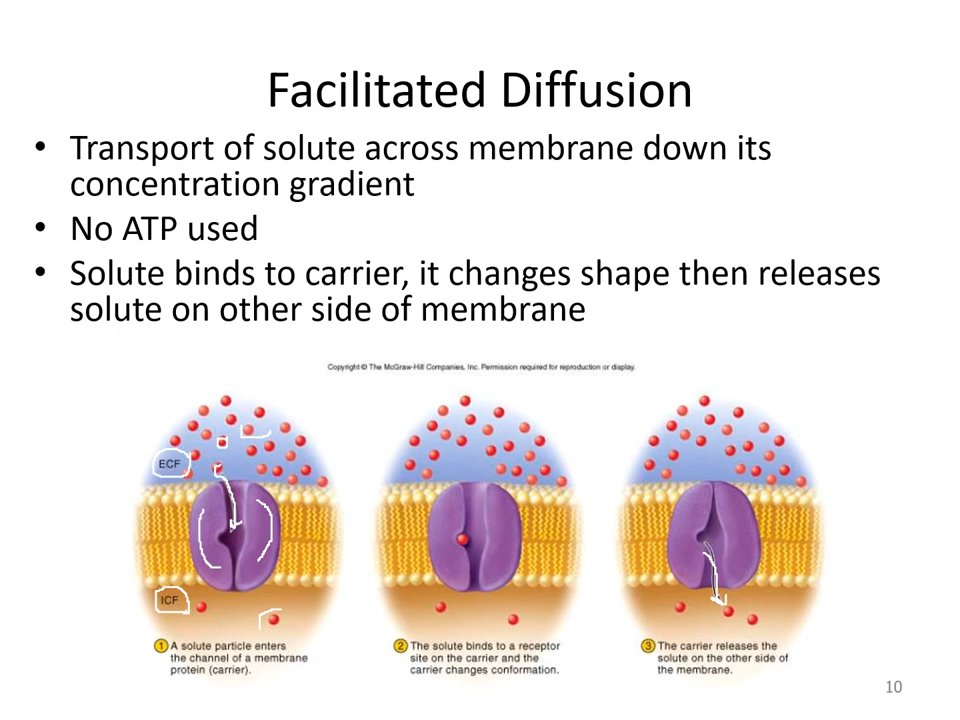 Facilitated Diffusion
• Transport of solute across membrane down its
concentration gradient
• No ATP used
• Solute binds to carrier, it changes shape then releases
solute on other side of membrane
Copyright © The McGraw-Hill Companies, Inc. Permission required for reproduction or display.
ECF
ICF
1 A solute particle enters
the channel of a membrane
protein (carrier).
2 The solute binds to a receptor
site on the carrier and the
carrier changes conformation.
3 The carrier releases the
solute on the other side of
the membrane.
10